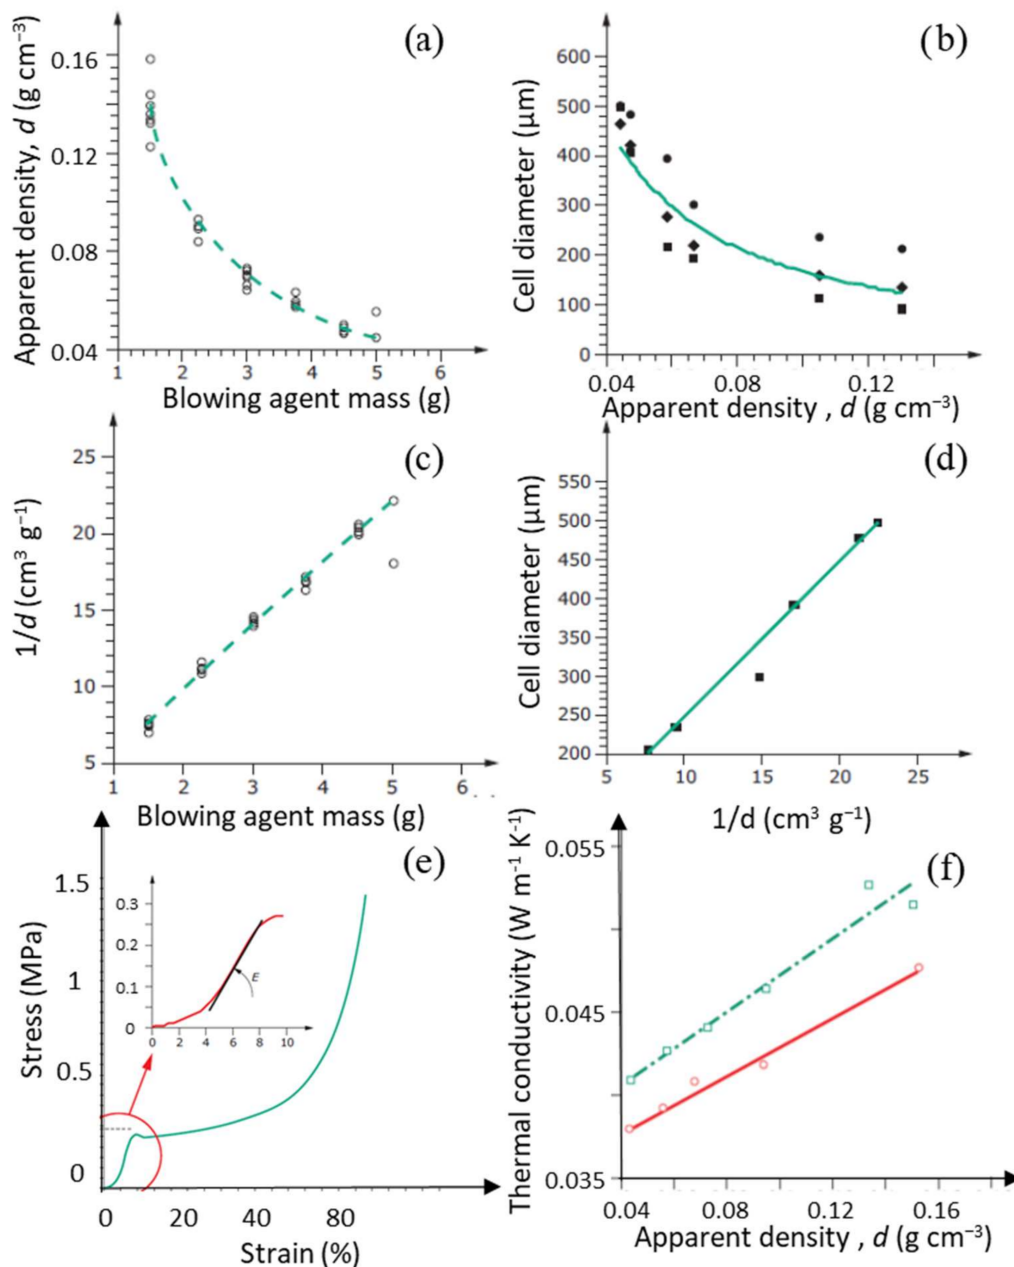 (a)
Apparent density, d (g cm⁻³)
0.16
0.12
0.08
0.04
1 2 3 4 5 6
Blowing agent mass (g)
(b)
Cell diameter (μm)
600
500
400
300
200
100
0
0.04 0.08 0.12
Apparent density , d (g cm⁻³)
(c)
1/d (cm³ g⁻¹)
25
20
15
10
5
1 2 3 4 5 6
Blowing agent mass (g)
(d)
Cell diameter (μm)
550
500
450
400
350
300
250
200
5 10 15 20 25
1/d (cm³ g⁻¹)
(e)
Stress (MPa)
1.5
1
0.5
0
0.3
0.2
0.1
0
E
0 2 4 6 8 10
0 20 40 80
Strain (%)
(f)
Thermal conductivity (W m⁻¹ K⁻¹)
0.055
0.045
0.035
0.04 0.08 0.12 0.16
Apparent density , d (g cm⁻³)